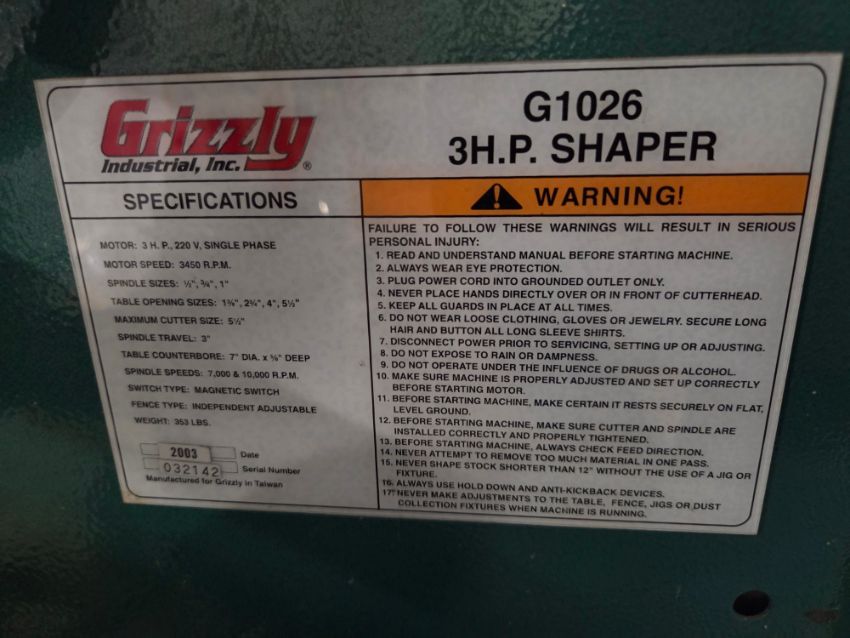 Grizzly
Industrial, Inc. ®
G1026
3H.P. SHAPER
SPECIFICATIONS
MOTOR: 3 H. P., 220 V, SINGLE PHASE
MOTOR SPEED: 3450 R.P.M.
SPINDLE SIZES: ½", ¾", 1"
TABLE OPENING SIZES: 1¾", 2¼", 4", 5½"
MAXIMUM CUTTER SIZE: 5½"
SPINDLE TRAVEL: 3"
TABLE COUNTERBORE: 7" DIA. x ⅝" DEEP
SPINDLE SPEEDS: 7,000 & 10,000 R.P.M.
SWITCH TYPE: MAGNETIC SWITCH
FENCE TYPE: INDEPENDENT ADJUSTABLE
WEIGHT: 353 LBS.
2003 Date
032142 Serial Number
Manufactured for Grizzly in Taiwan
WARNING!
FAILURE TO FOLLOW THESE WARNINGS WILL RESULT IN SERIOUS
PERSONAL INJURY:
1. READ AND UNDERSTAND MANUAL BEFORE STARTING MACHINE.
2. ALWAYS WEAR EYE PROTECTION.
3. PLUG POWER CORD INTO GROUNDED OUTLET ONLY.
4. NEVER PLACE HANDS DIRECTLY OVER OR IN FRONT OF CUTTERHEAD.
5. KEEP ALL GUARDS IN PLACE AT ALL TIMES.
6. DO NOT WEAR LOOSE CLOTHING, GLOVES OR JEWELRY. SECURE LONG
HAIR AND BUTTON ALL LONG SLEEVE SHIRTS.
7. DISCONNECT POWER PRIOR TO SERVICING, SETTING UP OR ADJUSTING.
8. DO NOT EXPOSE TO RAIN OR DAMPNESS.
9. DO NOT OPERATE UNDER THE INFLUENCE OF DRUGS OR ALCOHOL.
10. MAKE SURE MACHINE IS PROPERLY ADJUSTED AND SET UP CORRECTLY
BEFORE STARTING MOTOR.
11. BEFORE STARTING MACHINE, MAKE CERTAIN IT RESTS SECURELY ON FLAT,
LEVEL GROUND.
12. BEFORE STARTING MACHINE, MAKE SURE CUTTER AND SPINDLE ARE
INSTALLED CORRECTLY AND PROPERLY TIGHTENED.
13. BEFORE STARTING MACHINE, ALWAYS CHECK FEED DIRECTION.
14. NEVER ATTEMPT TO REMOVE TOO MUCH MATERIAL IN ONE PASS.
15. NEVER SHAPE STOCK SHORTER THAN 12" WITHOUT THE USE OF A JIG OR
FIXTURE.
16. ALWAYS USE HOLD DOWN AND ANTI-KICKBACK DEVICES.
17. NEVER MAKE ADJUSTMENTS TO THE TABLE, FENCE, JIGS OR DUST
COLLECTION FIXTURES WHEN MACHINE IS RUNNING.